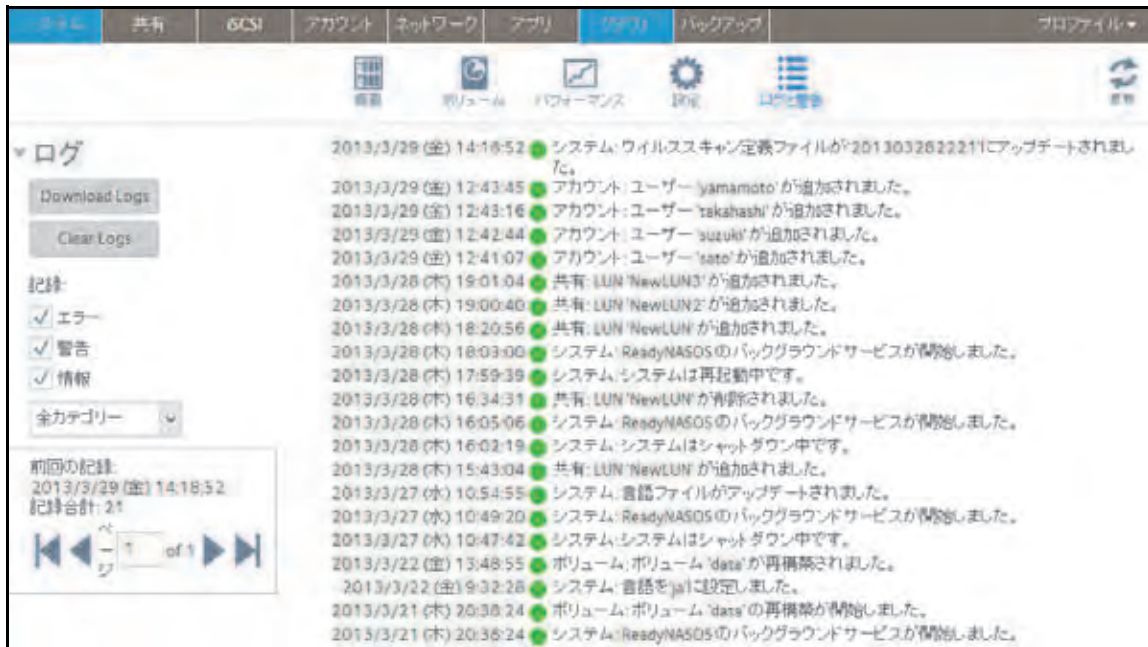 共有
iSCSI
アカウント
ネットワーク
アプリ
バックアップ
プロファイル
概要
ボリューム
パフォーマンス
設定
ログと警告
更新
ログ
Download Logs
Clear Logs
記録:
エラー
警告
情報
全カテゴリー
前回の記録:
2013/3/29 (金) 14:18:52
記録合計: 21
ページ 1 of 1
2013/3/29 (金) 14:18:52 システム: ウイルススキャン定義ファイルが'2013032822221'にアップデートされまし
た。
2013/3/29 (金) 12:43:45 アカウント: ユーザー 'yamamoto' が追加されました。
2013/3/29 (金) 12:43:16 アカウント: ユーザー 'takahashi' が追加されました。
2013/3/29 (金) 12:42:44 アカウント: ユーザー 'suzuki' が追加されました。
2013/3/29 (金) 12:41:07 アカウント: ユーザー 'sato' が追加されました。
2013/3/28 (木) 19:01:04 共有: LUN 'NewLUN3' が追加されました。
2013/3/28 (木) 19:00:40 共有: LUN 'NewLUN2' が追加されました。
2013/3/28 (木) 18:20:56 共有: LUN 'NewLUN' が追加されました。
2013/3/28 (木) 18:03:00 システム: ReadyNASOSのバックグラウンドサービスが開始しました。
2013/3/28 (木) 17:59:39 システム: システムは再起動中です。
2013/3/28 (木) 16:34:31 共有: LUN 'NewLUN' が削除されました。
2013/3/28 (木) 16:05:06 システム: ReadyNASOSのバックグラウンドサービスが開始しました。
2013/3/28 (木) 16:02:19 システム: システムはシャットダウン中です。
2013/3/28 (木) 15:43:04 共有: LUN 'NewLUN' が追加されました。
2013/3/27 (水) 10:54:55 システム: 言語ファイルがアップデートされました。
2013/3/27 (水) 10:49:20 システム: ReadyNASOSのバックグラウンドサービスが開始しました。
2013/3/27 (水) 10:47:42 システム: システムはシャットダウン中です。
2013/3/22 (金) 13:48:55 ボリューム: ボリューム 'data' が再構築されました。
2013/3/22 (金) 9:32:28 システム: 言語を'ja'に設定しました。
2013/3/21 (木) 20:38:24 ボリューム: ボリューム 'data' の再構築が開始しました。
2013/3/21 (木) 20:38:24 システム: ReadyNASOSのバックグラウンドサービスが開始しました。